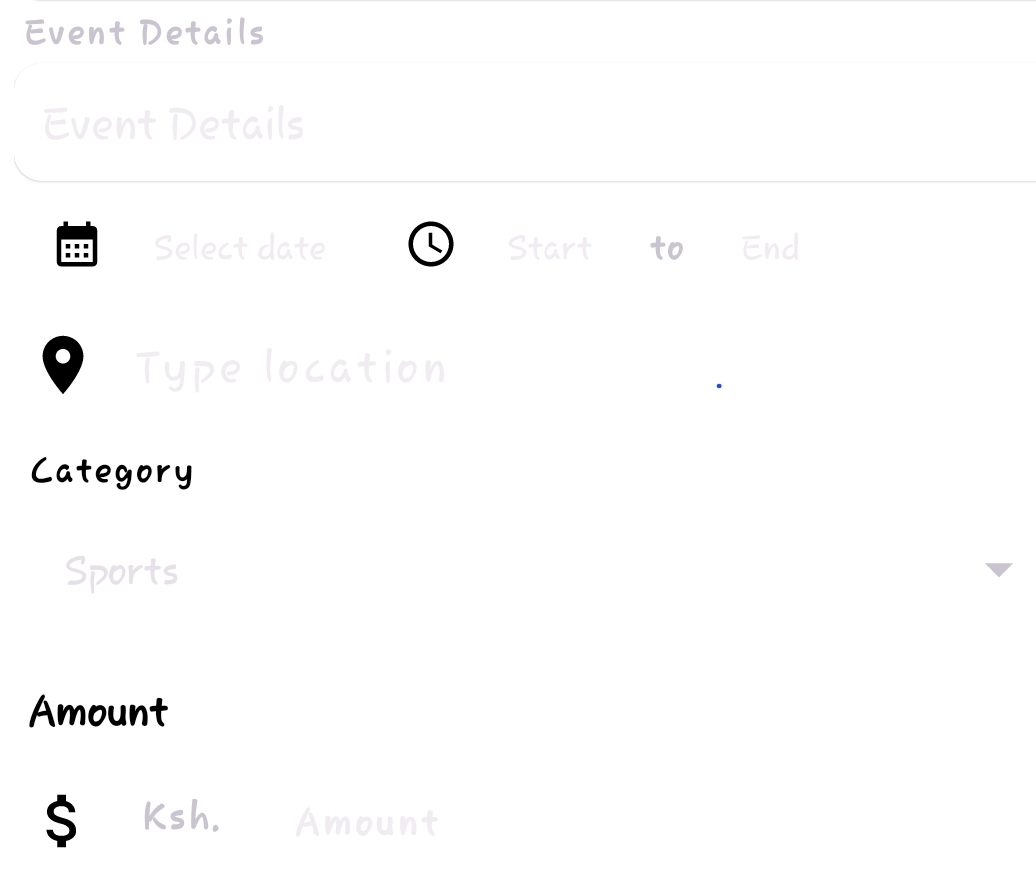 Event Details
Event Details
Select date Start to End
Type location
Category
Sports
Amount
$ Ksh. Amount